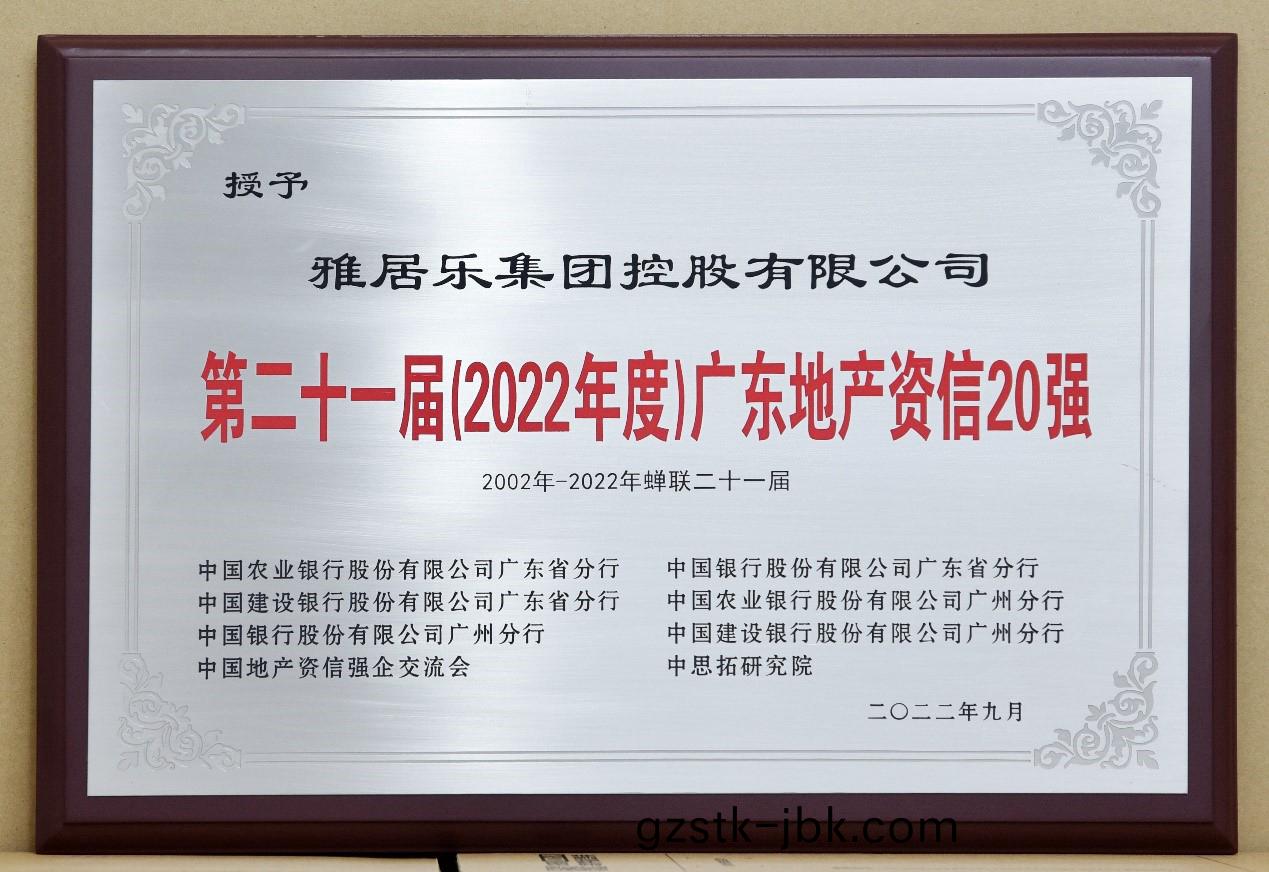 授予
雅居乐集团控股有限公司
第二十一届(2022年度)广东地产资信20强
2002年-2022年蝉联二十一届
中国农业银行股份有限公司广东省分行 中国银行股份有限公司广东省分行
中国建设银行股份有限公司广东省分行 中国农业银行股份有限公司广州分行
中国银行股份有限公司广州分行 中国建设银行股份有限公司广州分行
中国地产资信强企交流会 中思拓研究院
二〇二二年九月
gzstk-jbk.com